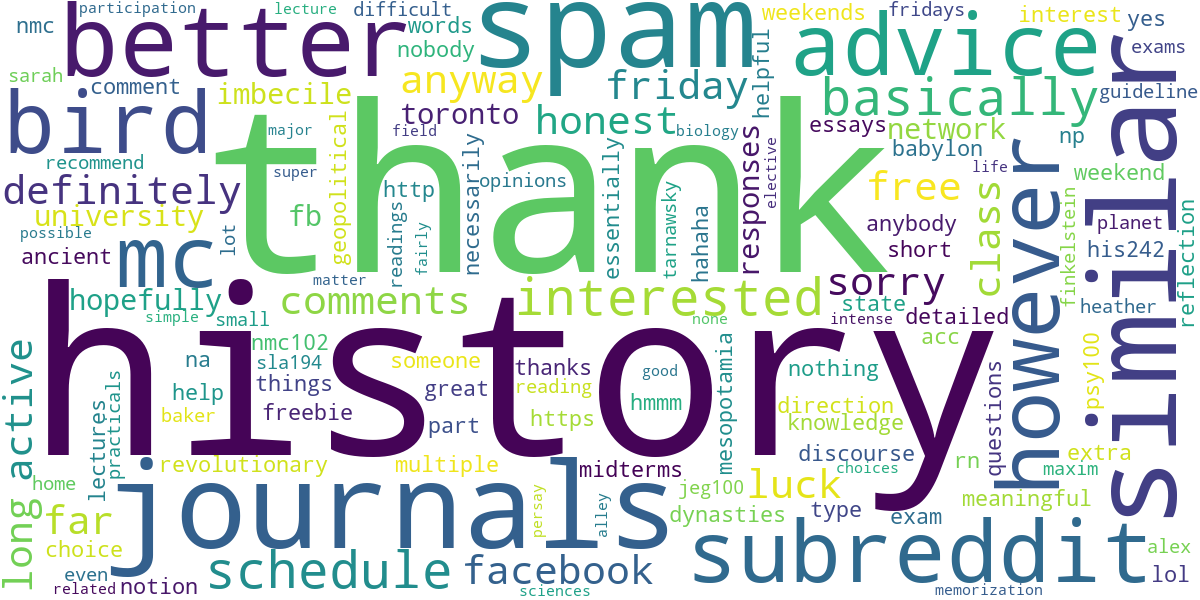 participation
lecture
difficult
weekends
fridays
interest
yes
nmc
better
words
nobody
spam
advice
exams
sarah
comment
anyway
friday
helpful
guideline
bird
imbecile
toronto
honest
basically
similar
thank
major
field
biology
essays
network
np
recommend
geopolitical
super
http
necessarily
opinions
essentially
responses
elective
babylon
however
life
weekend
definitely
university
fb
readings
fairly
tarnawsky
hahaha
free
class
anybody
planet
finkelstein
his242
reflection
possible
ancient
mc
lot
matter
sorry
short
heather
hopefully
simple
small
comments
interested
none
state
intense
detailed
acc
history
nmc102
sla194
na
things
help
someone
great
thanks
reading
good
hmmm
mesopotamia
nothing
psy100
baker
freebie
part
https
direction
knowledge
questions
long
active
lectures
practicals
revolutionary
multiple
midterms
discourse
choices
rn
extra
maxim
home
journals
persay
alley
jeg100
luck
meaningful
far
dynasties
type
exam
choice
subreddit
alex
even
related
notion
schedule
facebook
sciences
memorization
lol